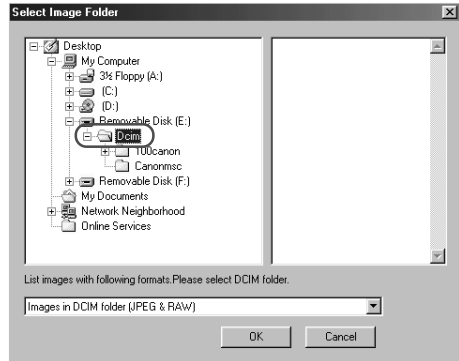 Select Image Folder
Desktop
My Computer
3½ Floppy (A:)
(C:)
(D:)
Removable Disk (E:)
Dcim
100canon
Canonmsc
Removable Disk (F:)
My Documents
Network Neighborhood
Online Services
List images with following formats.Please select DCIM folder.
Images in DCIM folder (JPEG & RAW)
OK Cancel